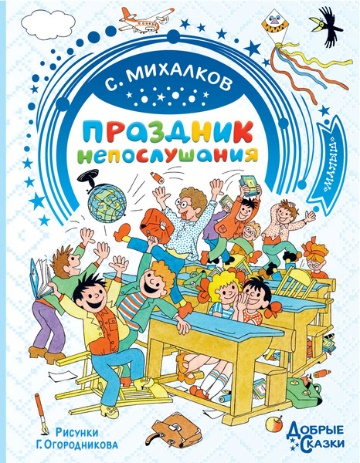 С. МИХАЛКОВ
ПРАЗДНИК
НЕПОСЛУШАНИЯ
«МАЛЫШ»
РИСУНКИ
Г. ОГОРОДНИКОВА
ДОБРЫЕ
СКАЗКИ